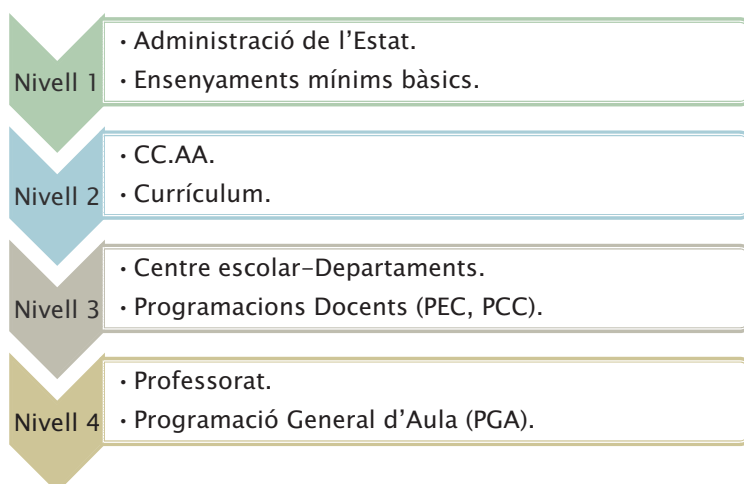 Nivell 1
· Administració de l’Estat.
· Ensenyaments mínims bàsics.
Nivell 2
· CC.AA.
· Currículum.
Nivell 3
· Centre escolar–Departaments.
· Programacions Docents (PEC, PCC).
Nivell 4
· Professorat.
· Programació General d’Aula (PGA).